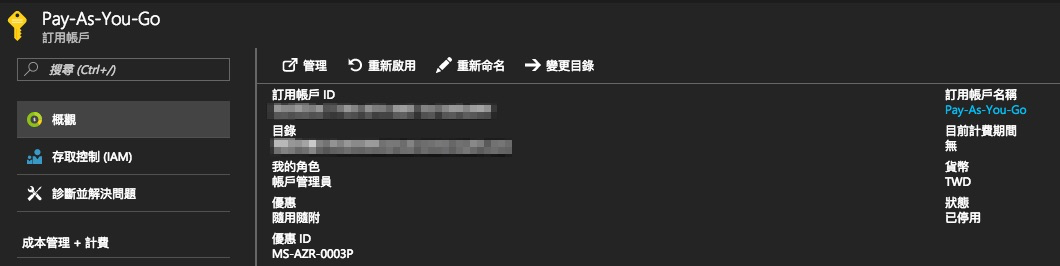 Pay-As-You-Go
訂用帳戶
搜尋 (Ctrl+/)
概觀
存取控制 (IAM)
診斷並解決問題
成本管理 + 計費
管理 重新啟用 重新命名 變更目錄
訂用帳戶 ID
目錄
我的角色
帳戶管理員
優惠
隨用隨附
優惠 ID
MS-AZR-0003P
訂用帳戶名稱
Pay-As-You-Go
目前計費期間
無
貨幣
TWD
狀態
已停用